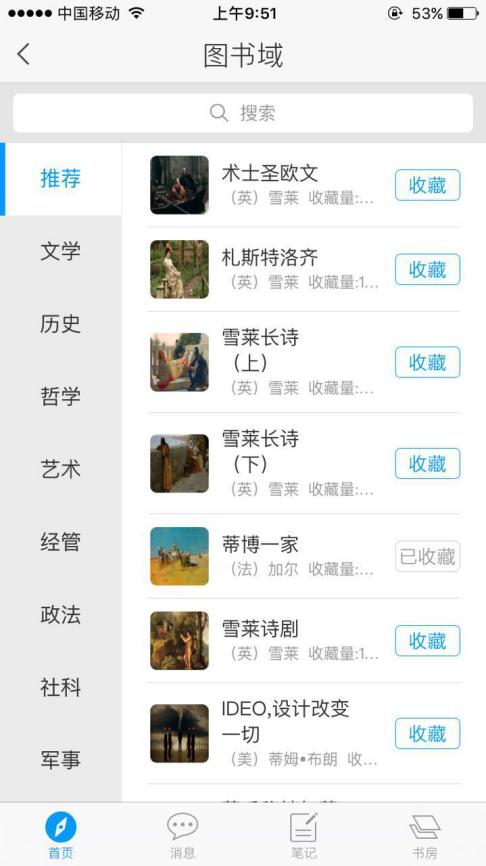 中国移动 上午9:51 53%
图书域
搜索
推荐
文学
历史
哲学
艺术
经管
政法
社科
军事
术士圣欧文
（英）雪莱 收藏量:...
收藏
札斯特洛齐
（英）雪莱 收藏量:1...
收藏
雪莱长诗
（上）
（英）雪莱 收藏量:...
收藏
雪莱长诗
（下）
（英）雪莱 收藏量:...
收藏
蒂博一家
（法）加尔 收藏量:...
已收藏
雪莱诗剧
（英）雪莱 收藏量:1...
收藏
IDEO,设计改变
一切
（美）蒂姆•布朗 收...
收藏
首页
消息
笔记
书房